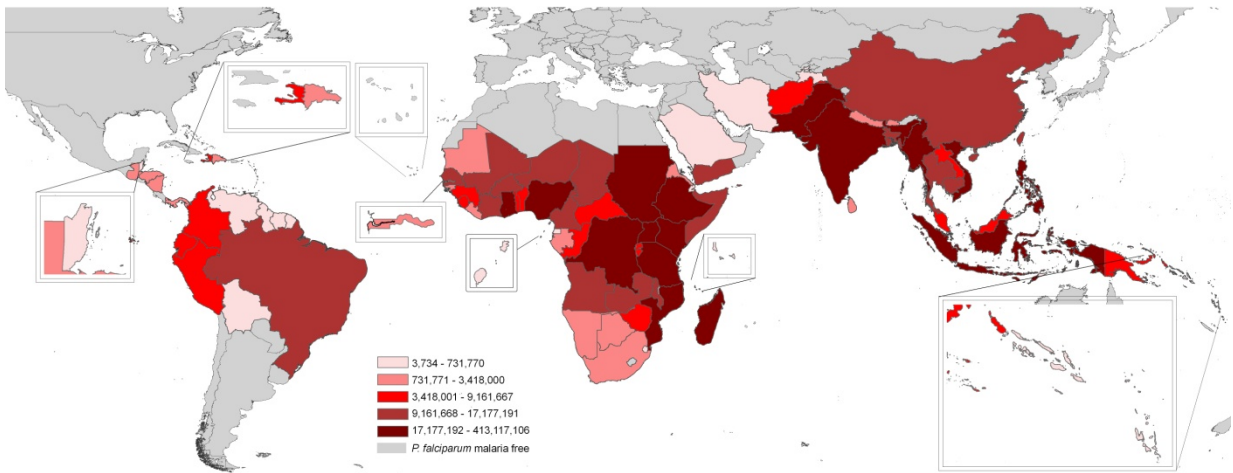 3,734 - 731,770
731,771 - 3,418,000
3,418,001 - 9,161,667
9,161,668 - 17,177,191
17,177,192 - 413,117,106
P. falciparum malaria free